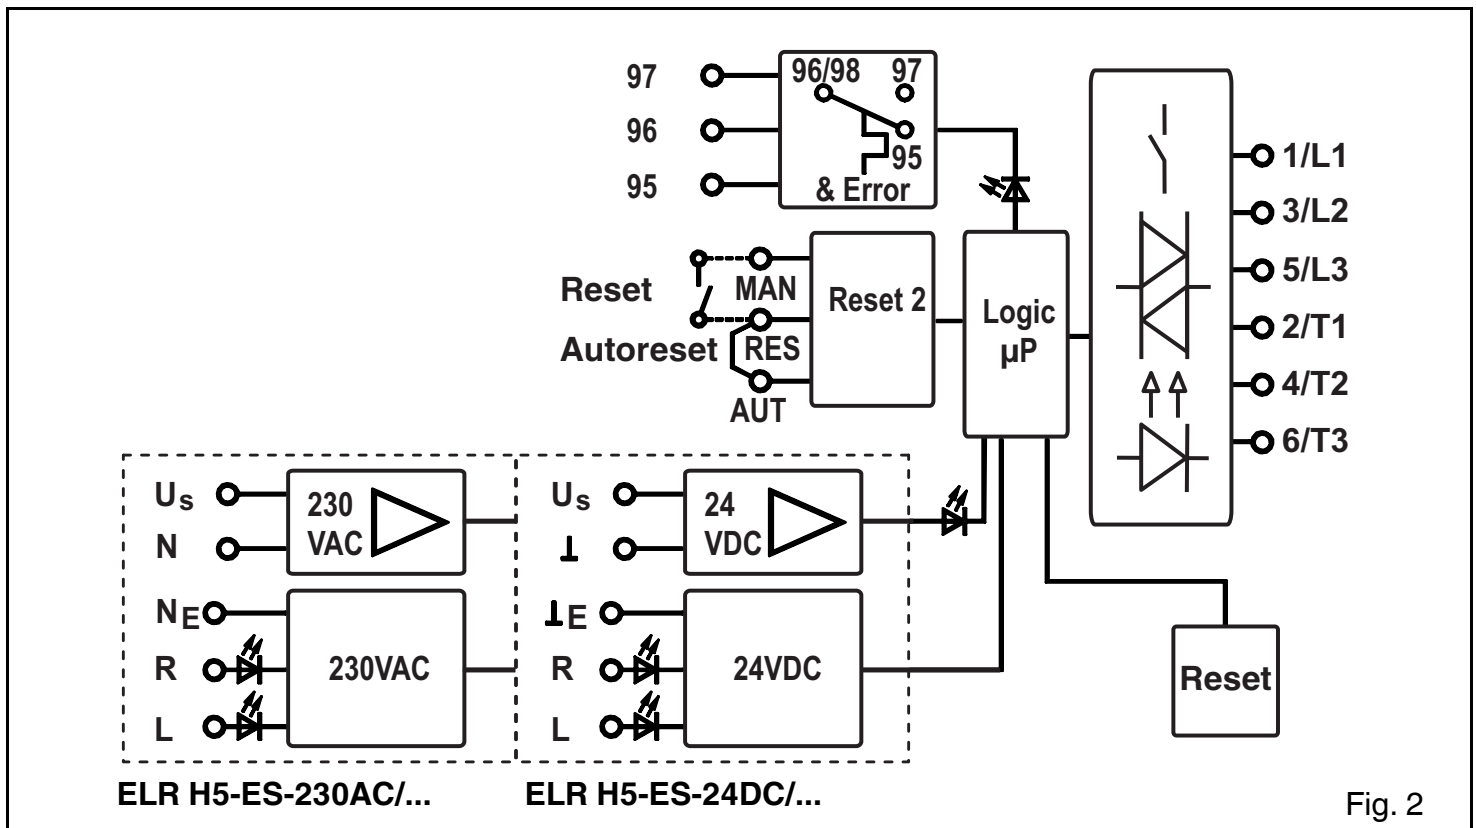 97
96
95
96/98 97
95
& Error
Reset
Autoreset
MAN
RES
AUT
Reset 2
Logic
µP
1/L1
3/L2
5/L3
2/T1
4/T2
6/T3
Us
N
230
VAC
NE
R
L
230VAC
Us
⊥
24
VDC
⊥E
R
L
24VDC
Reset
ELR H5-ES-230AC/...
ELR H5-ES-24DC/...
Fig. 2